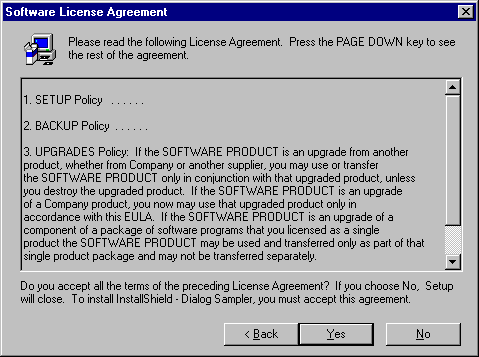 Software License Agreement
Please read the following License Agreement.  Press the PAGE DOWN key to see
the rest of the agreement.
1. SETUP Policy  . . . . . .
2. BACKUP Policy  . . . . . .
3. UPGRADES Policy:  If the SOFTWARE PRODUCT is an upgrade from another
product, whether from Company or another supplier, you may use or transfer
the SOFTWARE PRODUCT only in conjunction with that upgraded product, unless
you destroy the upgraded product.  If the SOFTWARE PRODUCT is an upgrade
of a Company product, you now may use that upgraded product only in
accordance with this EULA.  If the SOFTWARE PRODUCT is an upgrade of a
component of a package of software programs that you licensed as a single
product the SOFTWARE PRODUCT may be used and transferred only as part of that
single product package and may not be transferred separately.
Do you accept all the terms of the preceding License Agreement?  If you choose No,  Setup
will close.  To install InstallShield - Dialog Sampler, you must accept this agreement.
< Back
Yes
No